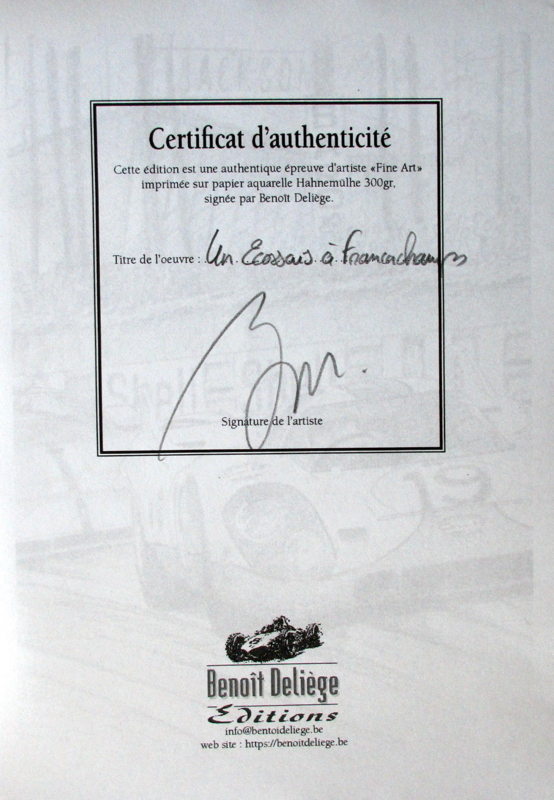 JACKSON
Certificat d'authenticité
Cette édition est une authentique épreuve d'artiste «Fine Art»
imprimée sur papier aquarelle Hahnemülhe 300gr,
signée par Benoît Deliège.
Titre de l'oeuvre : Un Ecossais à Francorchamps
Shell
Signature de l'artiste
Benoît Deliège
Editions
info@bentoideliege.be
web site : https://benoitdeliege.be